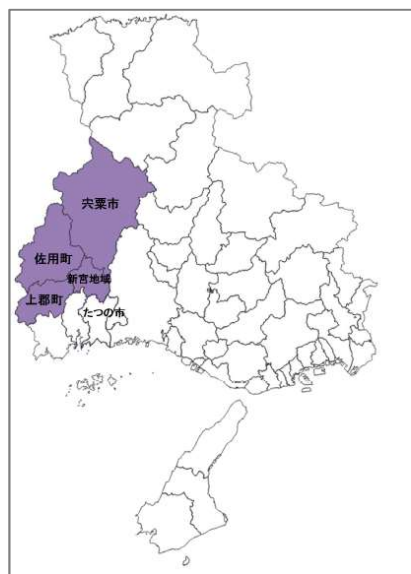 宍粟市
佐用町
新宮地域
上郡町
たつの市